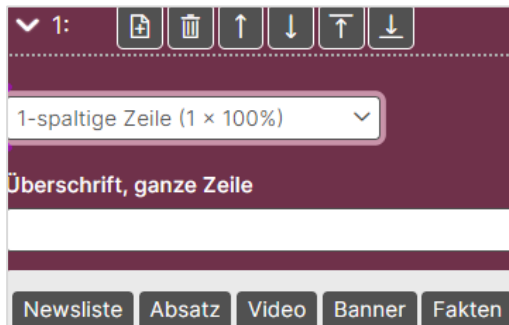 1:
1-spaltige Zeile (1 × 100%)
Überschrift, ganze Zeile
Newsliste Absatz Video Banner Fakten